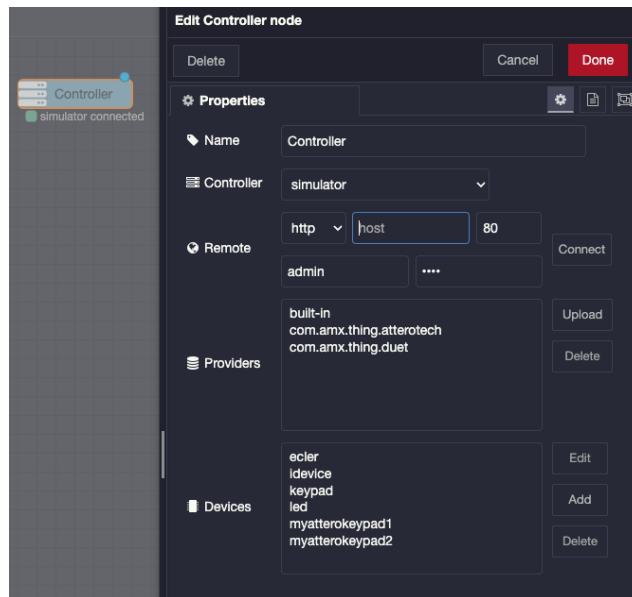 Edit Controller node
Delete
Cancel
Done
Controller
simulator connected
Properties
Name
Controller
Controller
simulator
Remote
http
host
80
Connect
admin
••••
Providers
built-in
com.amx.thing.atterotech
com.amx.thing.duet
Upload
Delete
Devices
ecler
idevice
keypad
led
myatterokeypad1
myatterokeypad2
Edit
Add
Delete